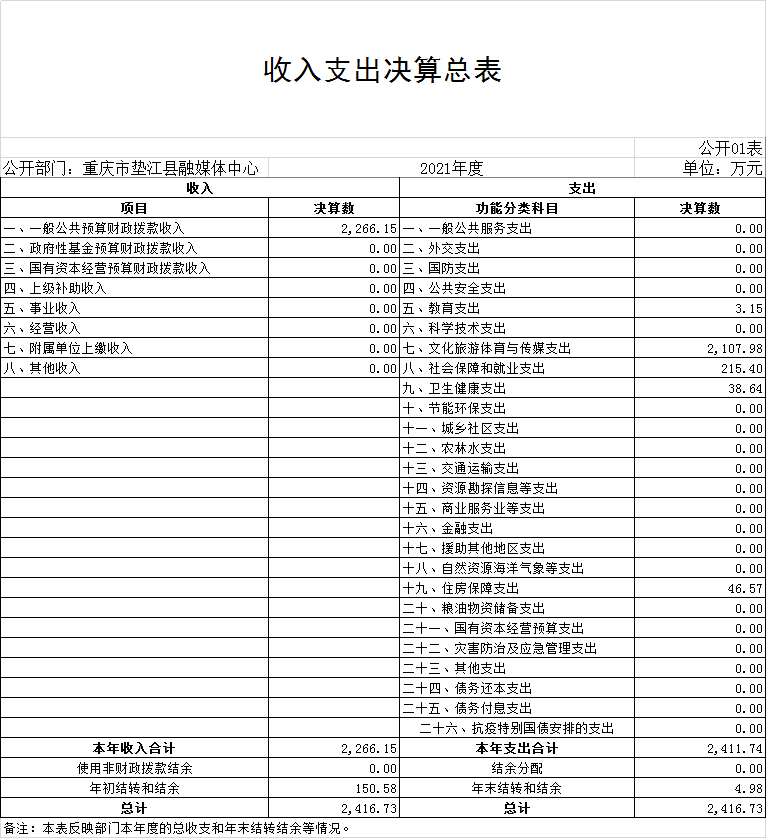 收入支出决算总表
公开01表
公开部门：重庆市垫江县融媒体中心 2021年度 单位：万元
收入 支出
项目 决算数 功能分类科目 决算数
一、一般公共预算财政拨款收入 2,266.15 一、一般公共服务支出 0.00
二、政府性基金预算财政拨款收入 0.00 二、外交支出 0.00
三、国有资本经营预算财政拨款收入 0.00 三、国防支出 0.00
四、上级补助收入 0.00 四、公共安全支出 0.00
五、事业收入 0.00 五、教育支出 3.15
六、经营收入 0.00 六、科学技术支出 0.00
七、附属单位上缴收入 0.00 七、文化旅游体育与传媒支出 2,107.98
八、其他收入 0.00 八、社会保障和就业支出 215.40
九、卫生健康支出 38.64
十、节能环保支出 0.00
十一、城乡社区支出 0.00
十二、农林水支出 0.00
十三、交通运输支出 0.00
十四、资源勘探信息等支出 0.00
十五、商业服务业等支出 0.00
十六、金融支出 0.00
十七、援助其他地区支出 0.00
十八、自然资源海洋气象等支出 0.00
十九、住房保障支出 46.57
二十、粮油物资储备支出 0.00
二十一、国有资本经营预算支出 0.00
二十二、灾害防治及应急管理支出 0.00
二十三、其他支出 0.00
二十四、债务还本支出 0.00
二十五、债务付息支出 0.00
二十六、抗疫特别国债安排的支出 0.00
本年收入合计 2,266.15 本年支出合计 2,411.74
使用非财政拨款结余 0.00 结余分配 0.00
年初结转和结余 150.58 年末结转和结余 4.98
总计 2,416.73 总计 2,416.73
备注：本表反映部门本年度的总收支和年末结转结余等情况。